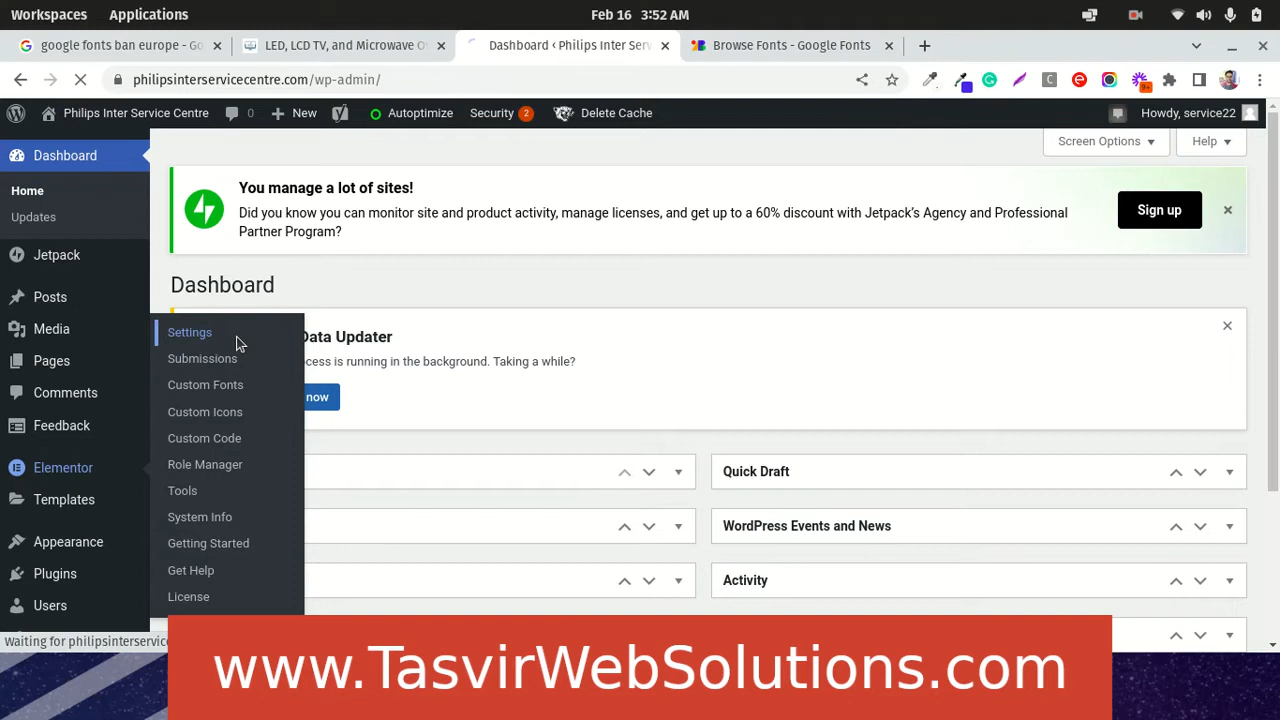 Workspaces Applications Feb 16 3:52 AM
google fonts ban europe - G
LED, LCD TV, and Microwave O
Dashboard ‹ Philips Inter Serv
Browse Fonts - Google Fonts
philipsinterservicecentre.com/wp-admin/
9+
Philips Inter Service Centre 0 New Autoptimize Security 2 Delete Cache Howdy, service22
Screen Options Help
Dashboard
Home
Updates
Jetpack
Posts
Media
Pages
Comments
Feedback
Elementor
Templates
Appearance
Plugins
Users
Settings
Submissions
Custom Fonts
Custom Icons
Custom Code
Role Manager
Tools
System Info
Getting Started
Get Help
License
You manage a lot of sites!
Did you know you can monitor site and product activity, manage licenses, and get up to a 60% discount with Jetpack's Agency and Professional
Partner Program?
Sign up
Dashboard
Data Updater
is running in the background. Taking a while?
now
Quick Draft
WordPress Events and News
Activity
Waiting for philipsinterservice
www.TasvirWebSolutions.com